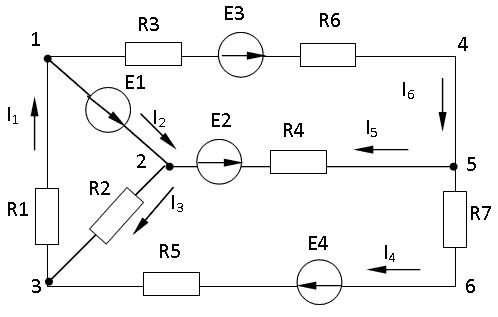 R3 E3 R6
1 4
E1 I₆
I₁ I₂ E2 I₅
2 R4 5
R1 R2 I₃ R7
R5 E4 I₄
3 6